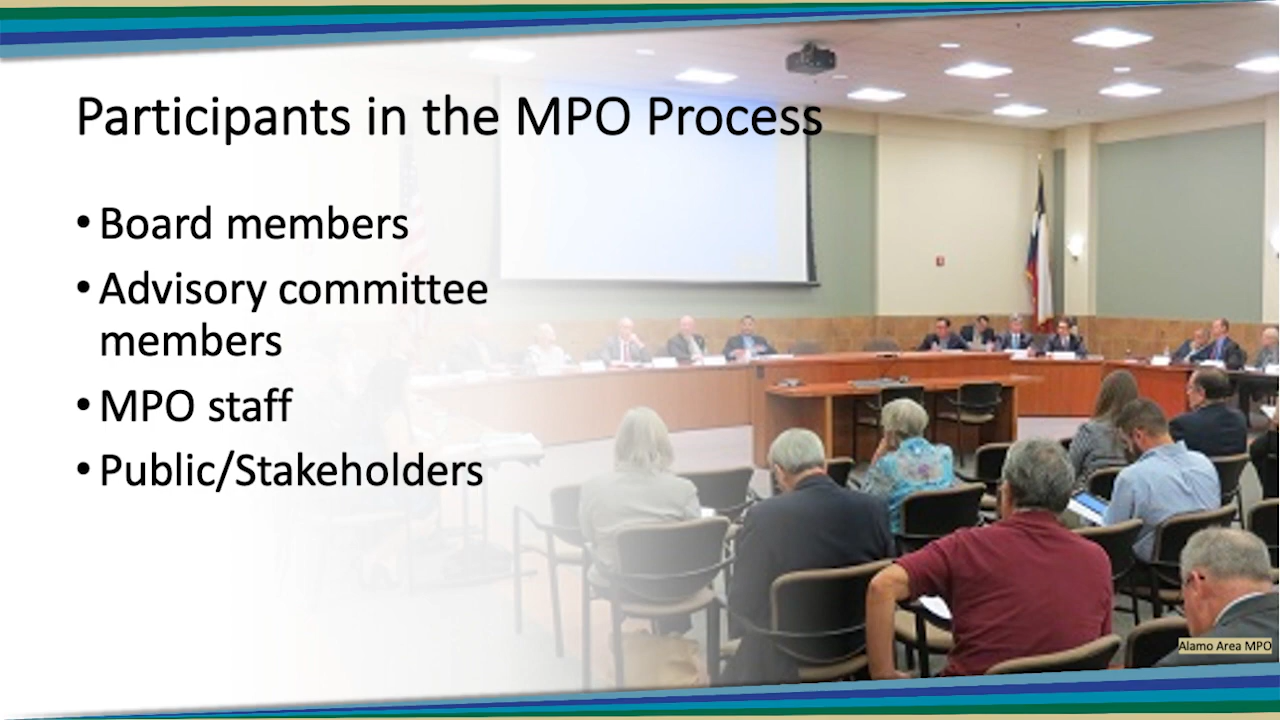 Participants in the MPO Process
• Board members
• Advisory committee
members
• MPO staff
• Public/Stakeholders
Alamo Area MPO